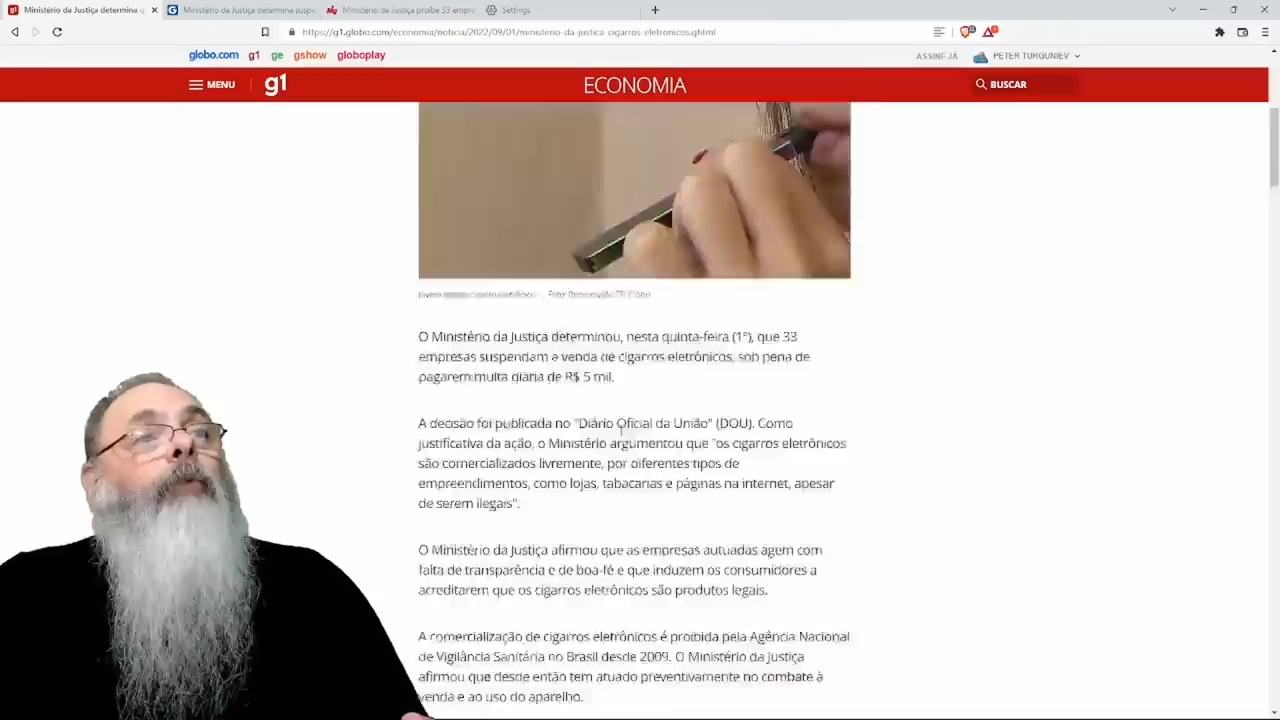 Ministério da Justiça determina q
Ministério da Justiça determina suspe
Ministério da Justiça proíbe 33 empre
Settings
https://g1.globo.com/economia/noticia/2022/09/01/ministerio-da-justica-cigarros-eletronicos.ghtml
globo.com g1 ge gshow globoplay
ASSINE JÁ
PETER TURGUNIEV
MENU
g1
ECONOMIA
BUSCAR
O Ministério da Justiça determinou, nesta quinta-feira (1º), que 33
empresas suspendam a venda de cigarros eletrônicos, sob pena de
pagarem multa diária de R$ 5 mil.
A decisão foi publicada no "Diário Oficial da União" (DOU). Como
justificativa da ação, o Ministério argumentou que "os cigarros eletrônicos
são comercializados livremente, por diferentes tipos de
empreendimentos, como lojas, tabacarias e páginas na internet, apesar
de serem ilegais".
O Ministério da Justiça afirmou que as empresas autuadas agem com
falta de transparência e de boa-fé e que induzem os consumidores a
acreditarem que os cigarros eletrônicos são produtos legais.
A comercialização de cigarros eletrônicos é proibida pela Agência Nacional
de Vigilância Sanitária no Brasil desde 2009. O Ministério da Justiça
afirmou que desde então tem atuado preventivamente no combate à
venda e ao uso do aparelho.